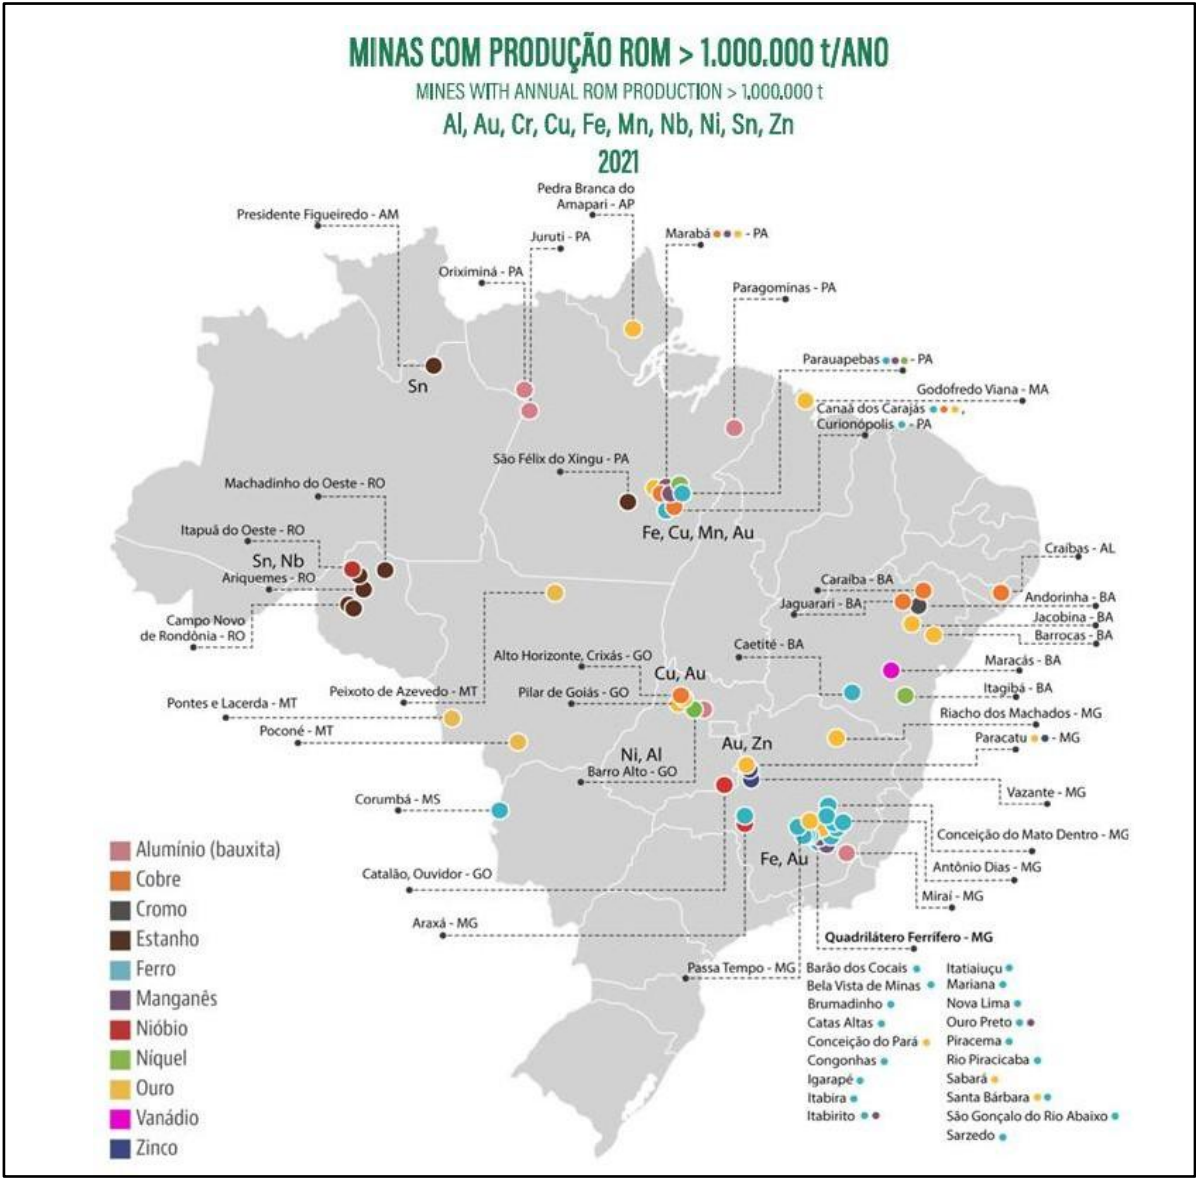 MINAS COM PRODUÇÃO ROM > 1.000.000 t/ANO
MINES WITH ANNUAL ROM PRODUCTION > 1.000.000 t
Al, Au, Cr, Cu, Fe, Mn, Nb, Ni, Sn, Zn
2021
Pedra Branca do
Amapari - AP
Presidente Figueiredo - AM
Juruti - PA
Marabá - PA
Oriximiná - PA
Paragominas - PA
Parauapebas - PA
Sn
Godofredo Viana - MA
Canaã dos Carajás ,
Curionópolis - PA
São Félix do Xingu - PA
Machadinho do Oeste - RO
Itapuã do Oeste - RO
Fe, Cu, Mn, Au
Sn, Nb
Ariquemes - RO
Craíbas - AL
Caraíba - BA
Jaguarari - BA
Andorinha - BA
Jacobina - BA
Barrocas - BA
Campo Novo
de Rondônia - RO
Caetité - BA
Alto Horizonte, Crixás - GO
Cu, Au
Maracás - BA
Peixoto de Azevedo - MT
Pilar de Goiás - GO
Itagibá - BA
Pontes e Lacerda - MT
Riacho dos Machados - MG
Poconé - MT
Paracatu - MG
Au, Zn
Ni, Al
Barro Alto - GO
Vazante - MG
Corumbá - MS
Conceição do Mato Dentro - MG
Fe, Au
Antônio Dias - MG
Catalão, Ouvidor - GO
Miraí - MG
Araxá - MG
Quadrilátero Ferrífero - MG
Passa Tempo - MG
Barão dos Cocais
Bela Vista de Minas
Brumadinho
Catas Altas
Conceição do Pará
Congonhas
Igarapé
Itabira
Itabirito
Itatiaiuçu
Mariana
Nova Lima
Ouro Preto
Piracema
Rio Piracicaba
Sabará
Santa Bárbara
São Gonçalo do Rio Abaixo
Sarzedo
Alumínio (bauxita)
Cobre
Cromo
Estanho
Ferro
Manganês
Nióbio
Níquel
Ouro
Vanádio
Zinco